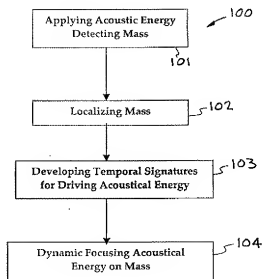 Applying Acoustic Energy
Detecting Mass
100
101
Localizing Mass
102
Developing Temporal Signatures
for Driving Acoustical Energy
103
Dynamic Focusing Acoustical
Energy on Mass
104